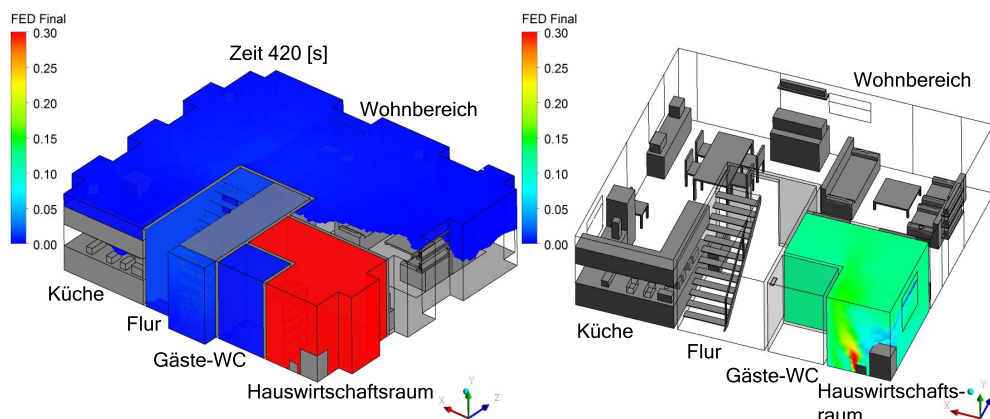 FED Final
0.30
0.25
0.20
0.15
0.10
0.05
0.00
Zeit 420 [s]
Wohnbereich
Küche
Flur
Gäste-WC
Hauswirtschaftsraum
X
Y
Z
FED Final
0.30
0.25
0.20
0.15
0.10
0.05
0.00
Wohnbereich
Küche
Flur
Gäste-WC
Hauswirtschafts-
raum
X
Y